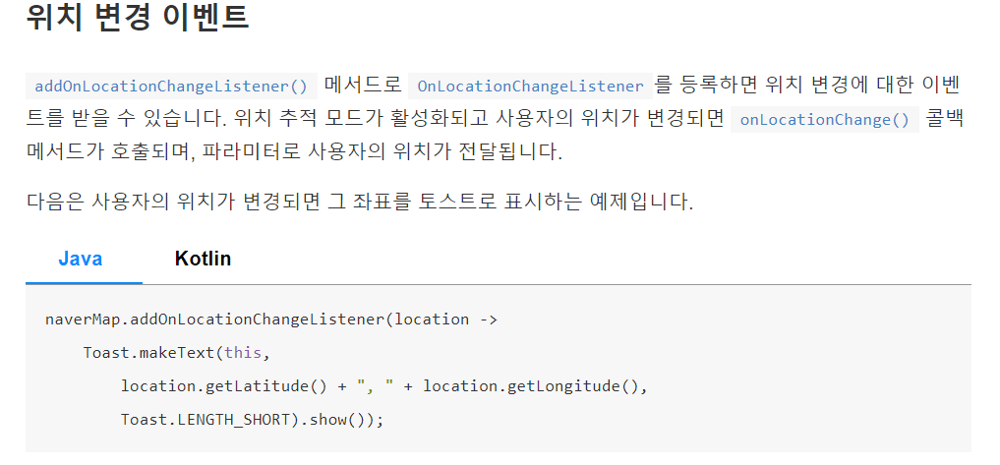 위치 변경 이벤트
addOnLocationChangeListener() 메서드로 OnLocationChangeListener 를 등록하면 위치 변경에 대한 이벤
트를 받을 수 있습니다. 위치 추적 모드가 활성화되고 사용자의 위치가 변경되면 onLocationChange() 콜백
메서드가 호출되며, 파라미터로 사용자의 위치가 전달됩니다.
다음은 사용자의 위치가 변경되면 그 좌표를 토스트로 표시하는 예제입니다.
Java Kotlin
naverMap.addOnLocationChangeListener(location ->
    Toast.makeText(this,
        location.getLatitude() + ", " + location.getLongitude(),
        Toast.LENGTH_SHORT).show());